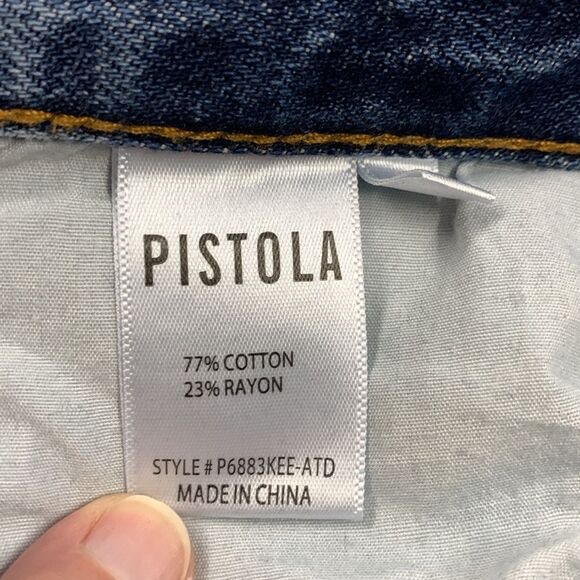 PISTOLA
77% COTTON
23% RAYON
STYLE # P6883KEE-ATD
MADE IN CHINA